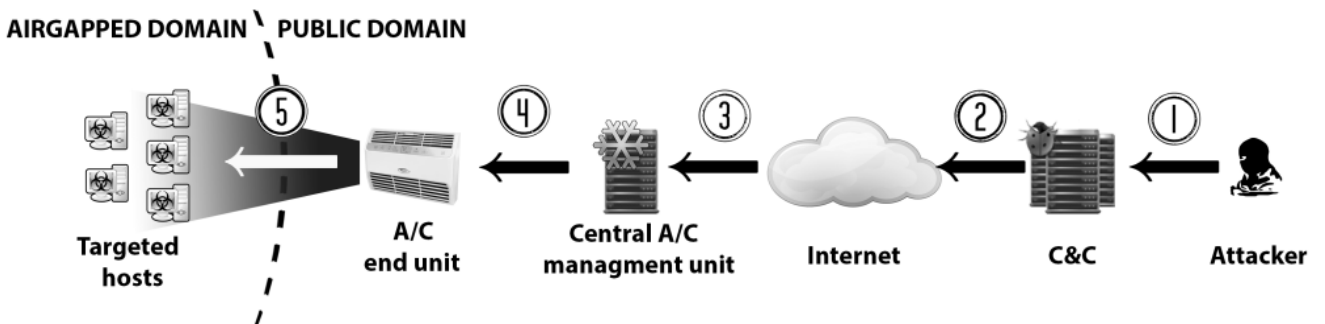 AIRGAPPED DOMAIN PUBLIC DOMAIN
5
4
3
2
1
Targeted
hosts
A/C
end unit
Central A/C
managment unit
Internet
C&C
Attacker